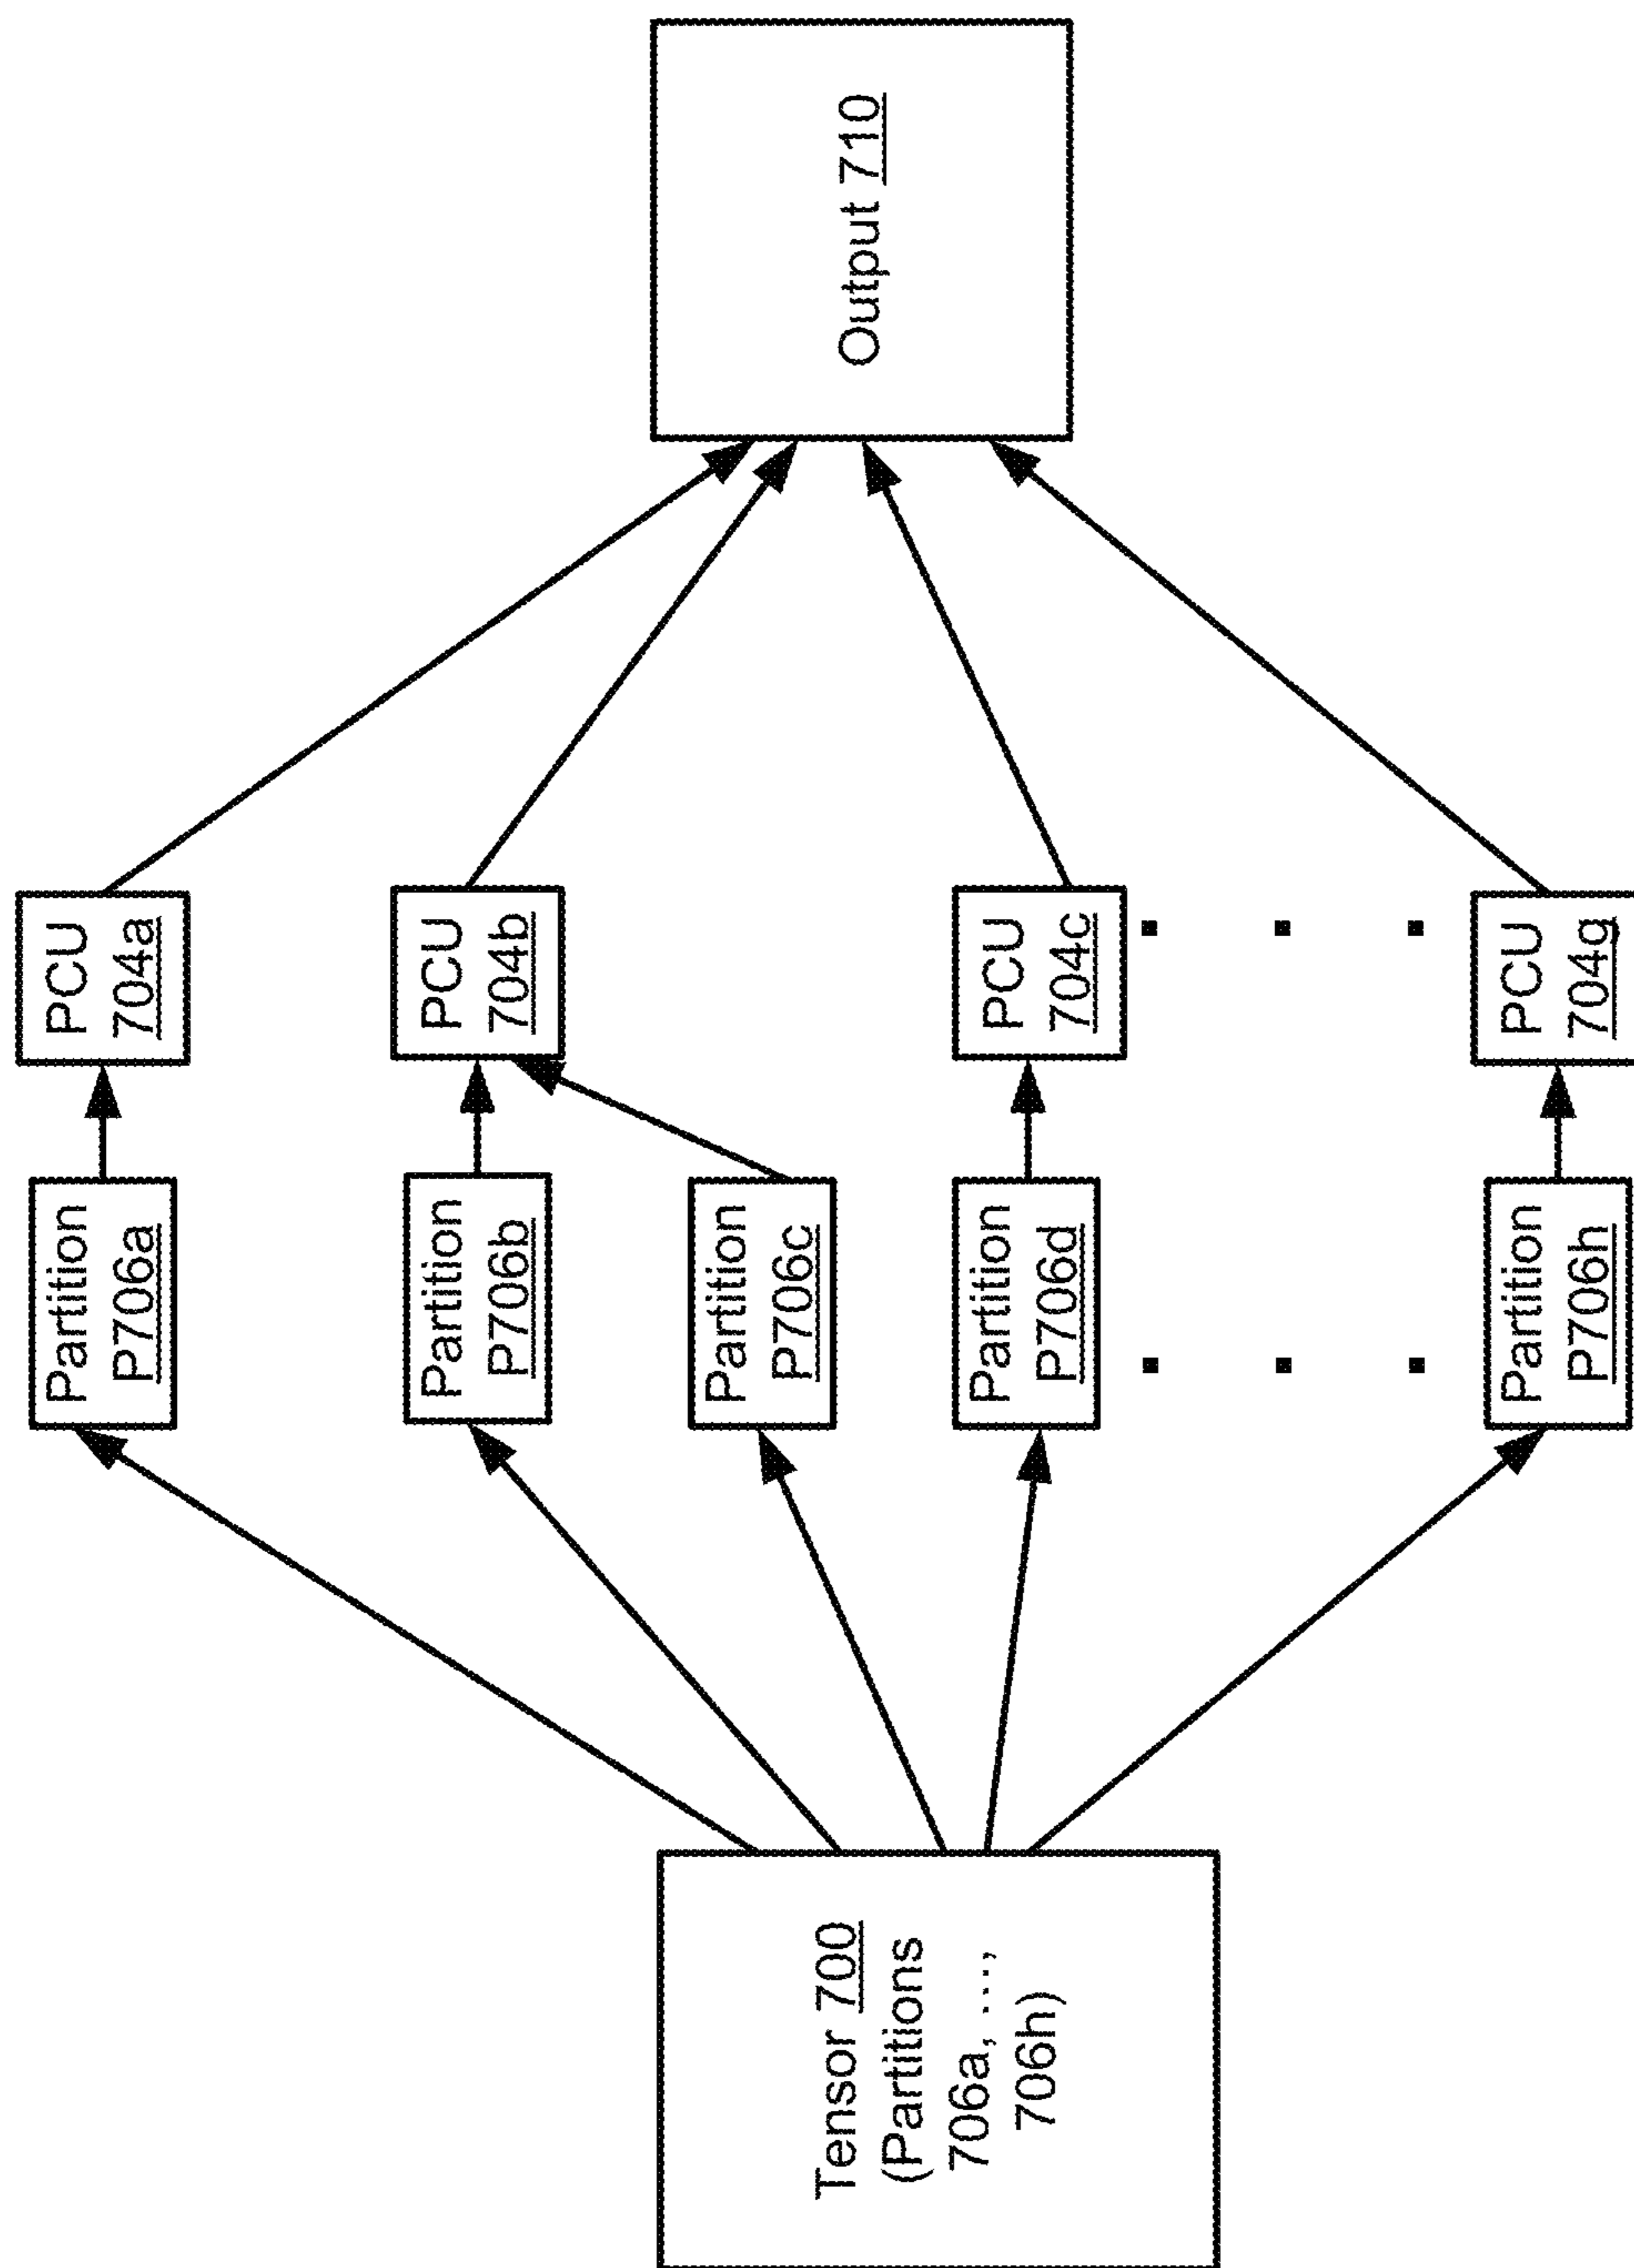 Tensor 700
(Partitions
706a, ...,
706h)
Partition
P706a
Partition
P706b
Partition
P706c
Partition
P706d
Partition
P706h
PCU
704a
PCU
704b
PCU
704c
PCU
704g
Output 710